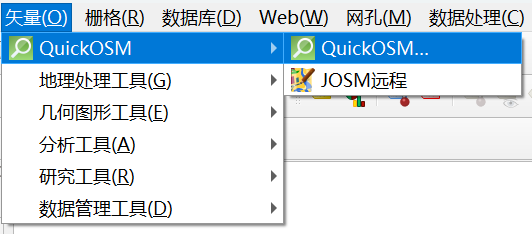 矢量(O) 栅格(R) 数据库(D) Web(W) 网孔(M) 数据处理(C)
QuickOSM QuickOSM...
地理处理工具(G) JOSM远程
几何图形工具(E)
分析工具(A)
研究工具(R)
数据管理工具(D)